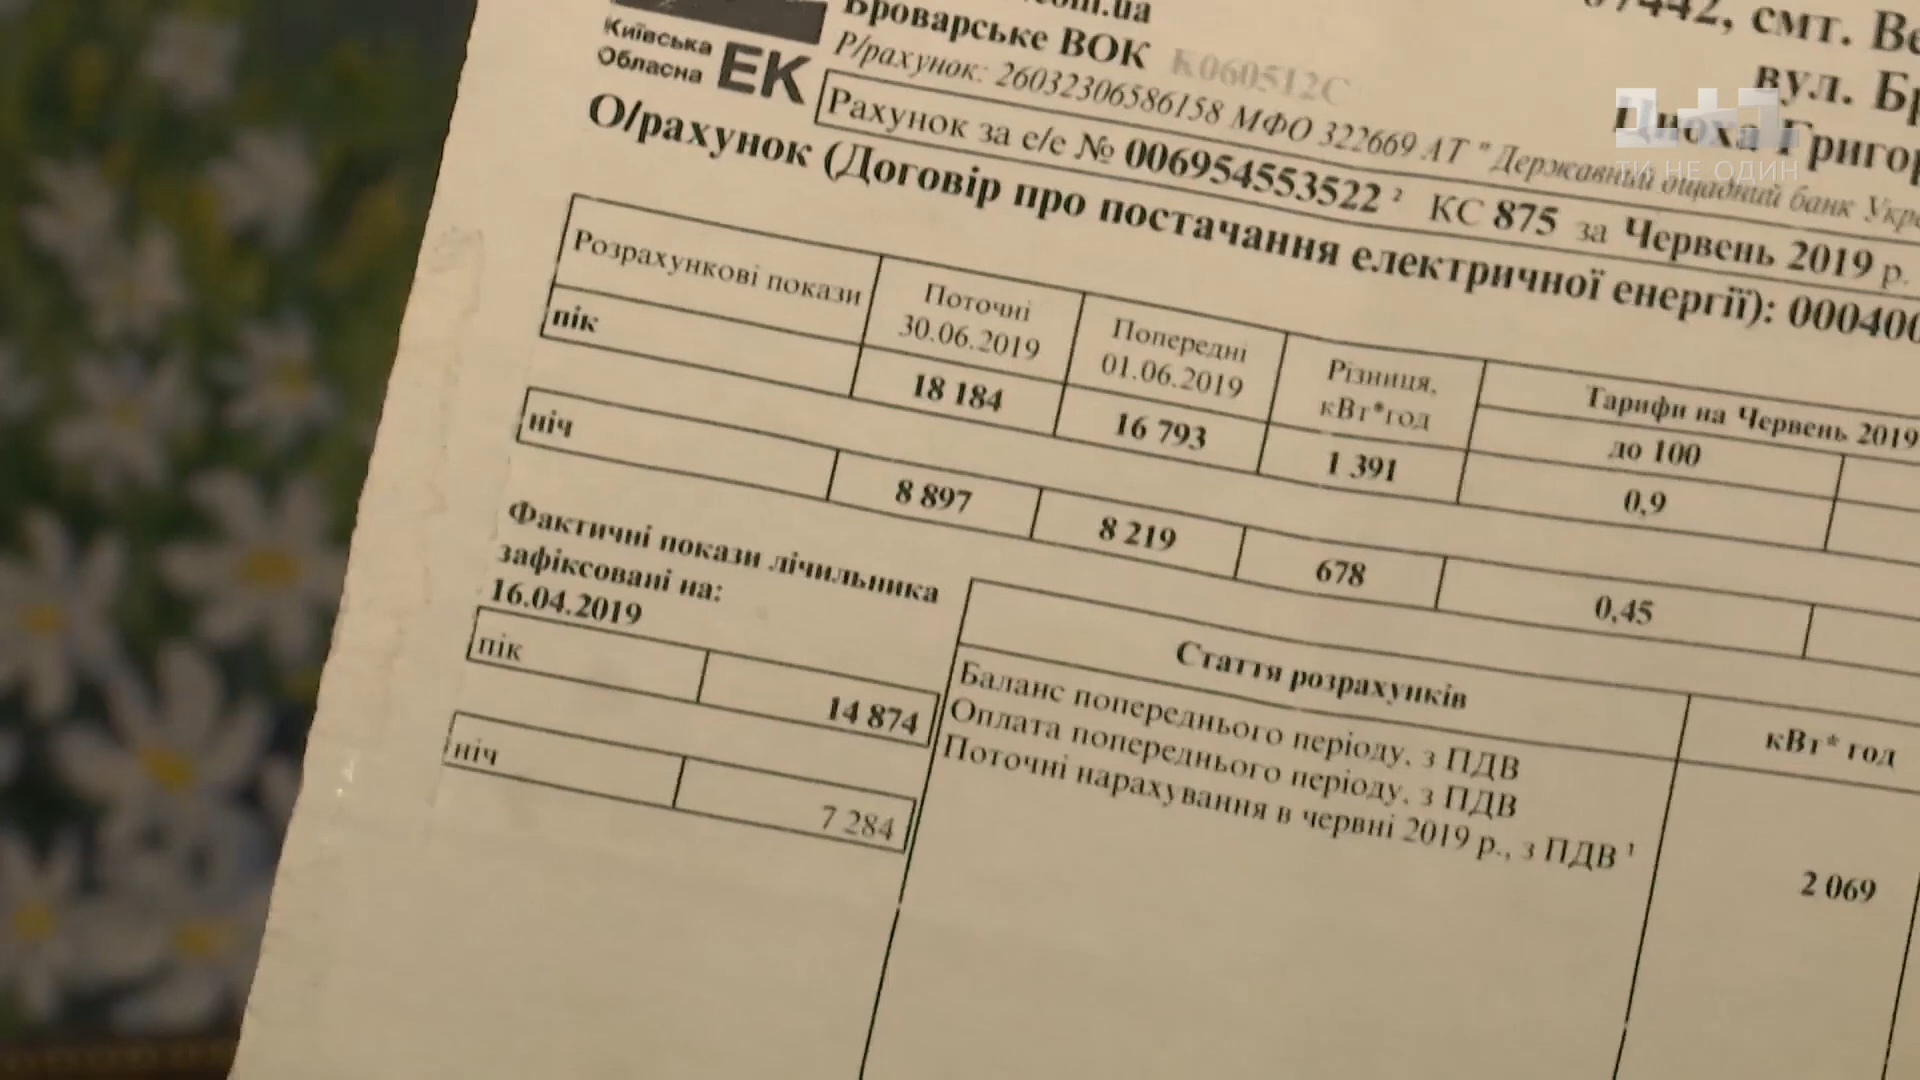 Броварське ВОК K060512C
Київська
Обласна ЕК
Р/рахунок: 26032306586158 МФО 322669 АТ "Державний ощадний банк
07442, смт.
вул.
Григор
Рахунок за е/е № 006954553522 ² КС 875 за Червень 2019 р.
О/рахунок (Договір про постачання електричної енергії): 000400
Розрахункові покази
Поточні
30.06.2019
Попередні
01.06.2019
Різниця,
кВт*год
Тарифи на Червень 2019
до 100
пік 18 184 16 793 1 391 0,9
ніч 8 897 8 219 678 0,45
Фактичні покази лічильника
зафіксовані на:
16.04.2019
пік 14 874
ніч 7 284
Стаття розрахунків кВт* год
Баланс попереднього періоду, з ПДВ
Оплата попереднього періоду, з ПДВ
Поточні нарахування в червні 2019 р., з ПДВ ¹ 2 069
1+1
ТИ НЕ ОДИН